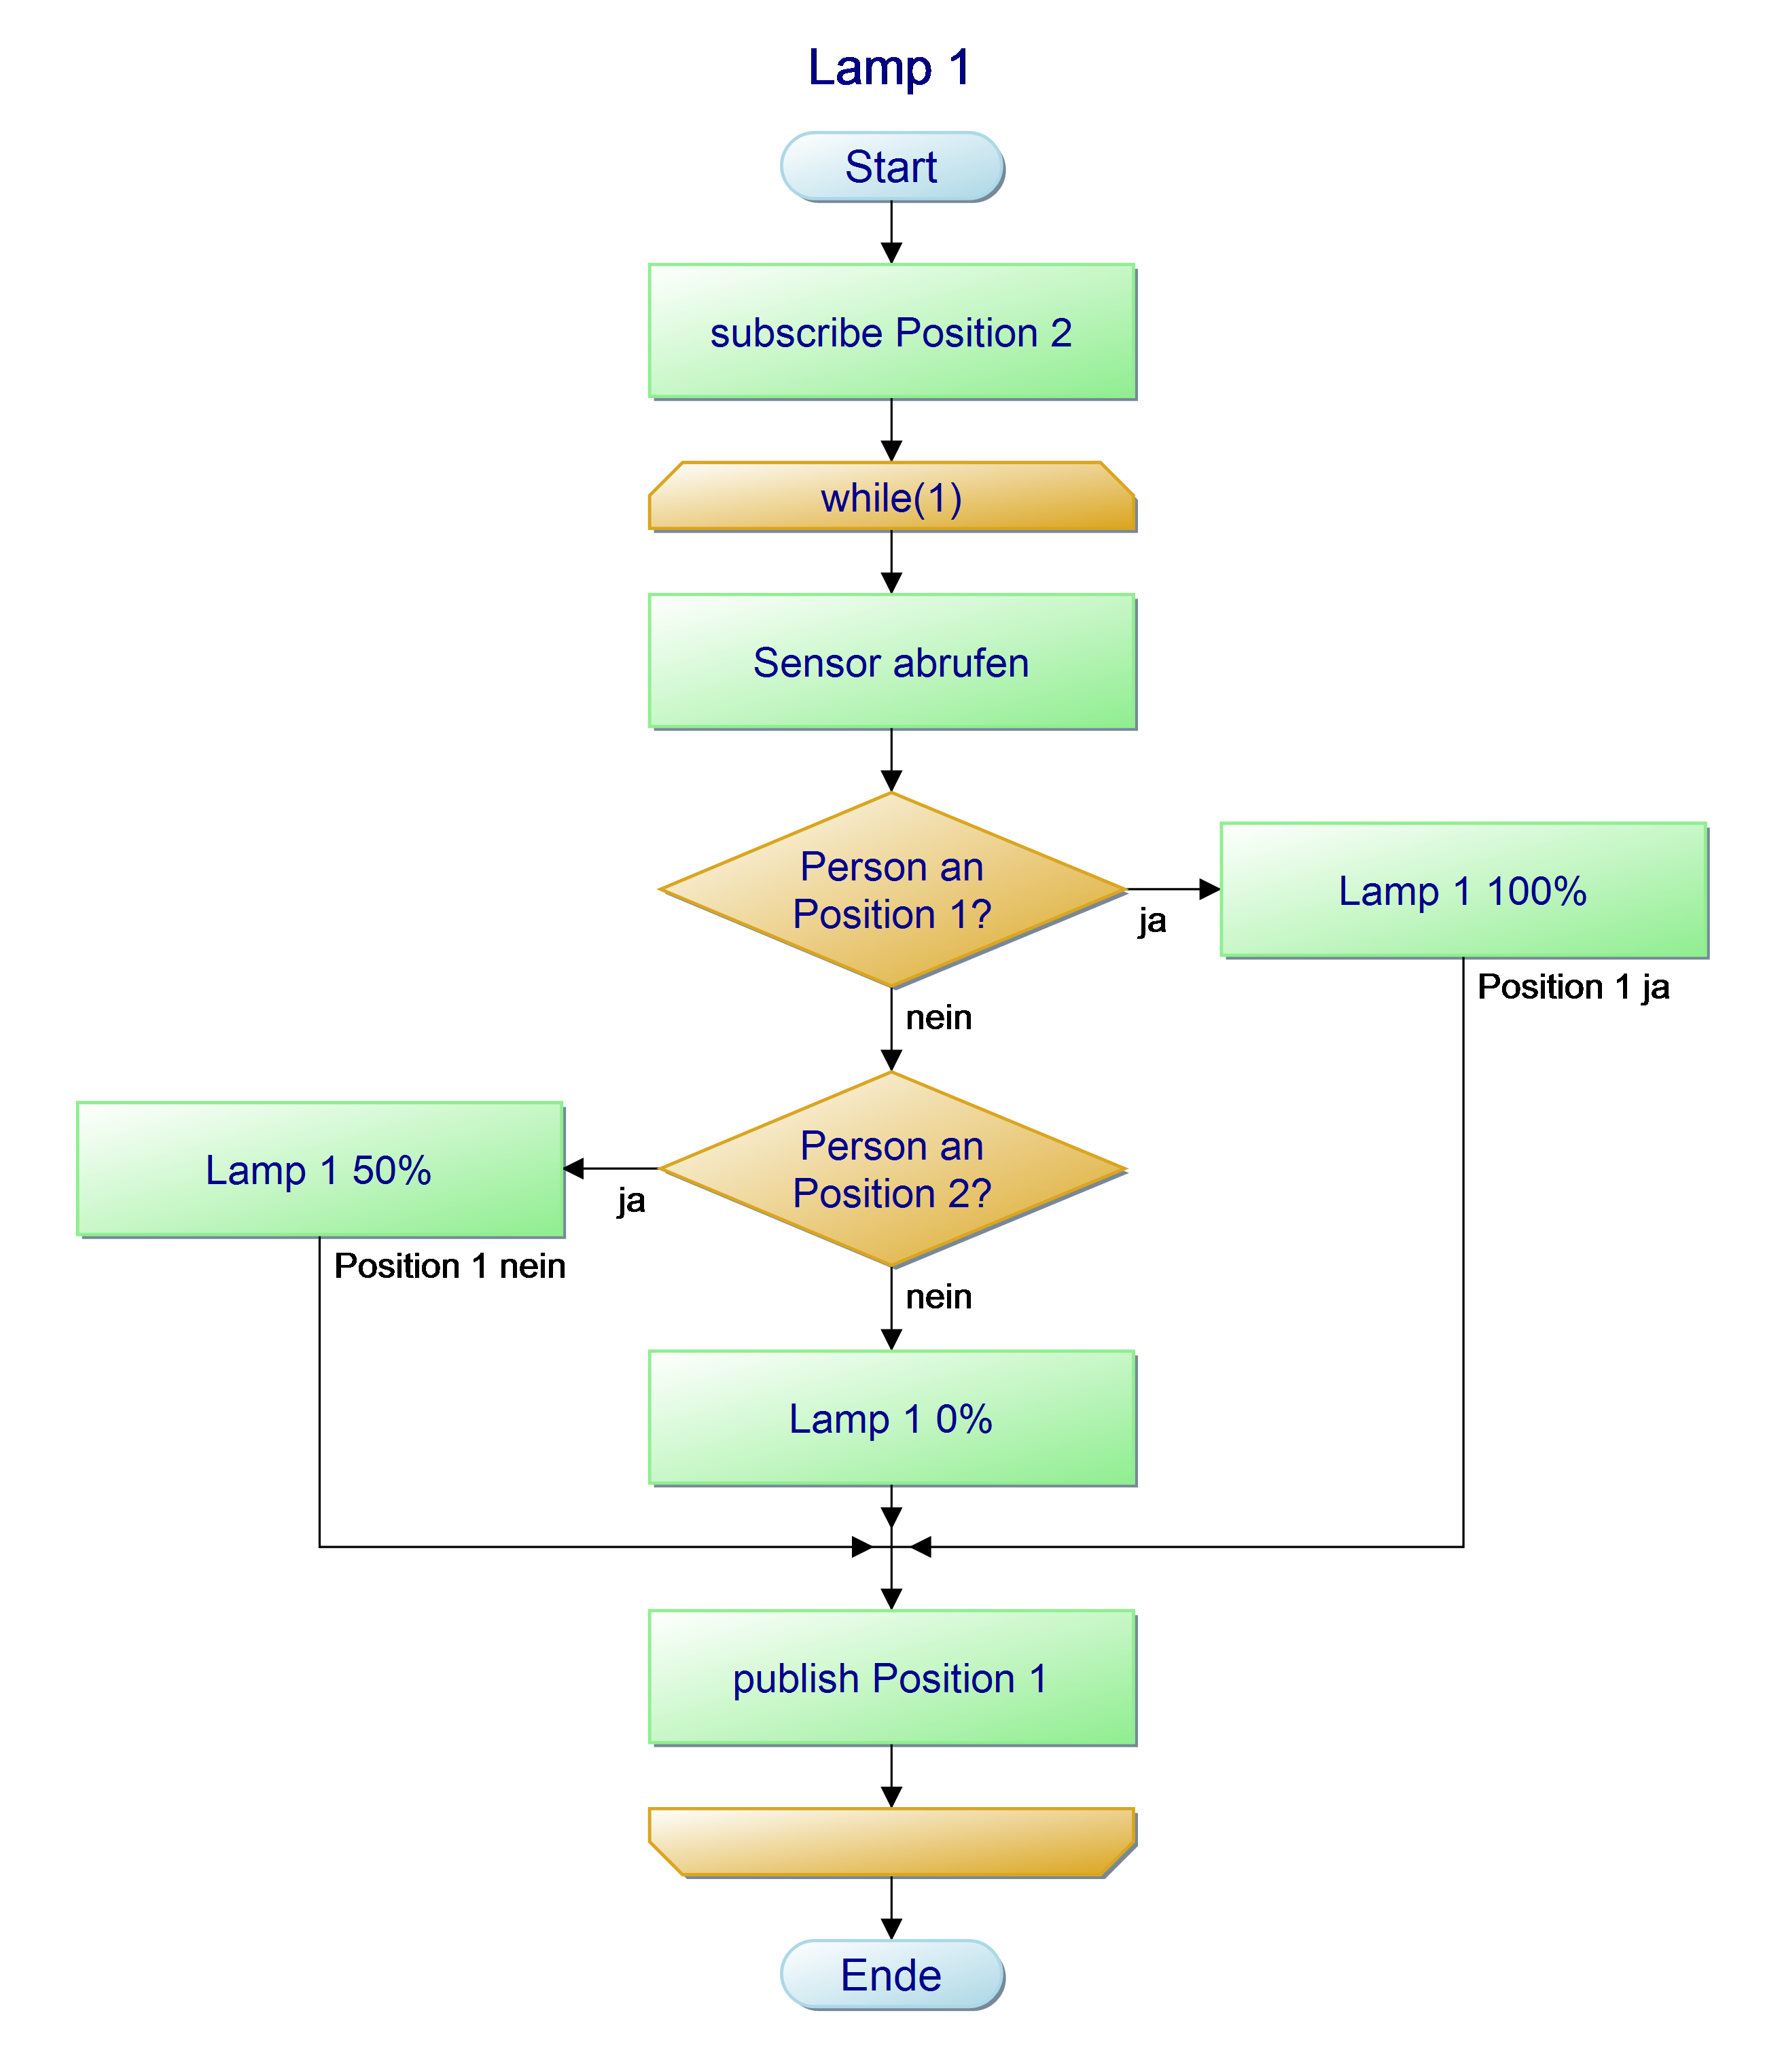 Lamp 1
Start
subscribe Position 2
while(1)
Sensor abrufen
Person an
Position 1?
ja
Lamp 1 100%
Position 1 ja
nein
Person an
Position 2?
ja
Lamp 1 50%
Position 1 nein
nein
Lamp 1 0%
publish Position 1
Ende